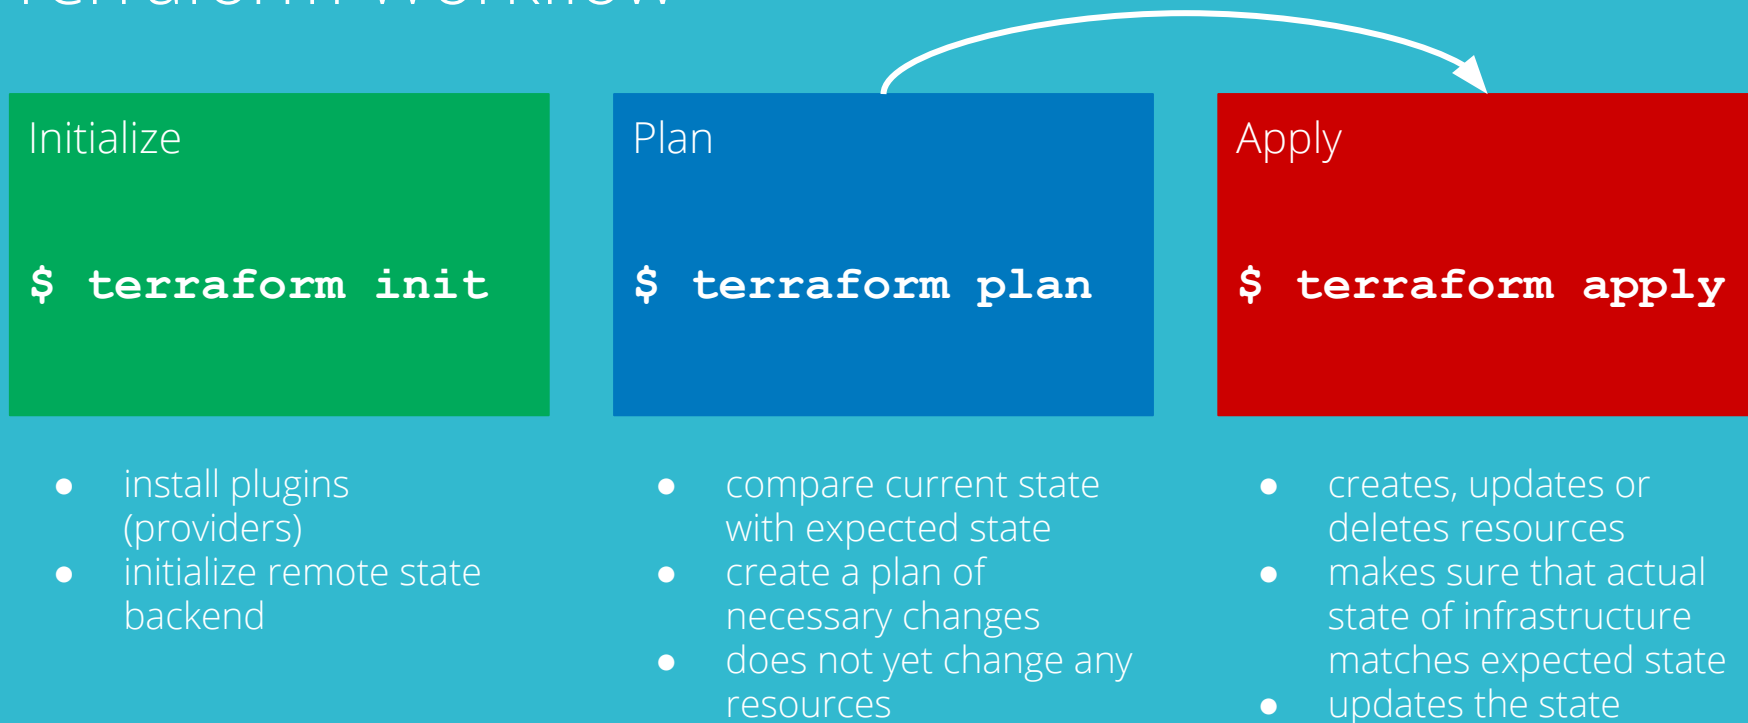 Terraform Workflow
Initialize
$ terraform init
Plan
$ terraform plan
Apply
$ terraform apply
● install plugins
(providers)
● initialize remote state
backend
● compare current state
with expected state
● create a plan of
necessary changes
● does not yet change any
resources
● creates, updates or
deletes resources
● makes sure that actual
state of infrastructure
matches expected state
● updates the state